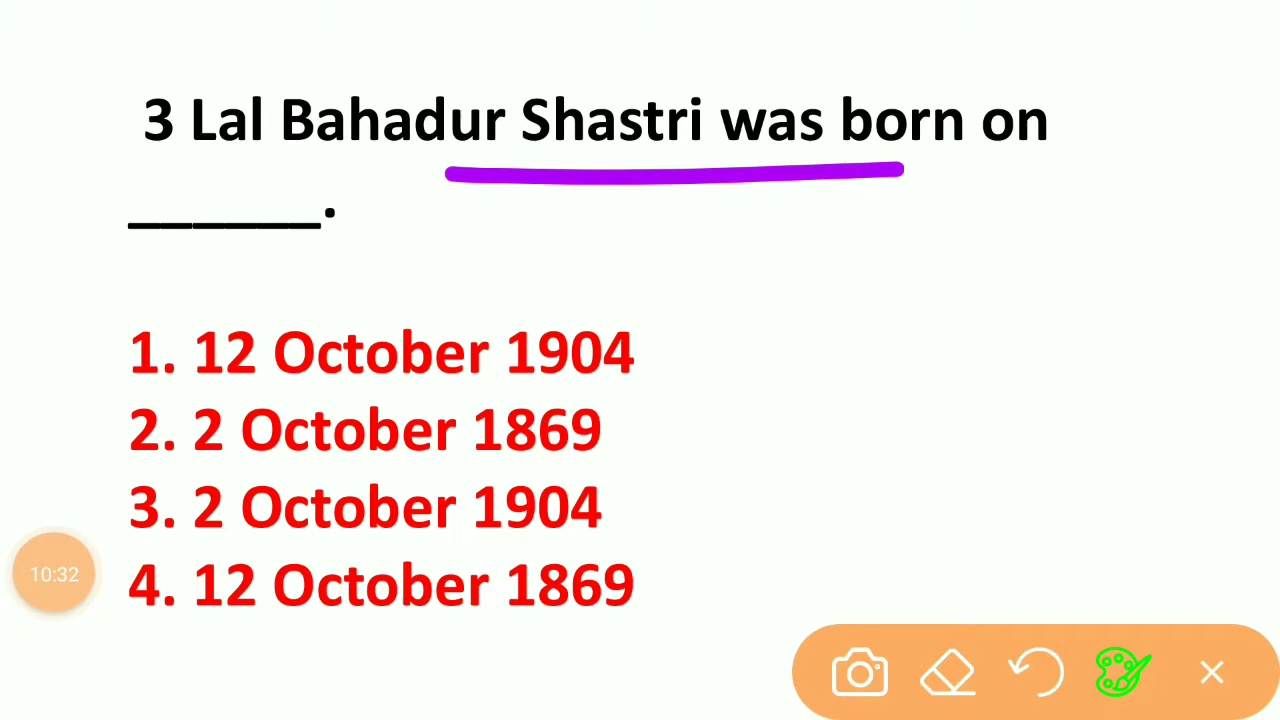 3 Lal Bahadur Shastri was born on
______.
1. 12 October 1904
2. 2 October 1869
3. 2 October 1904
4. 12 October 1869
10:32